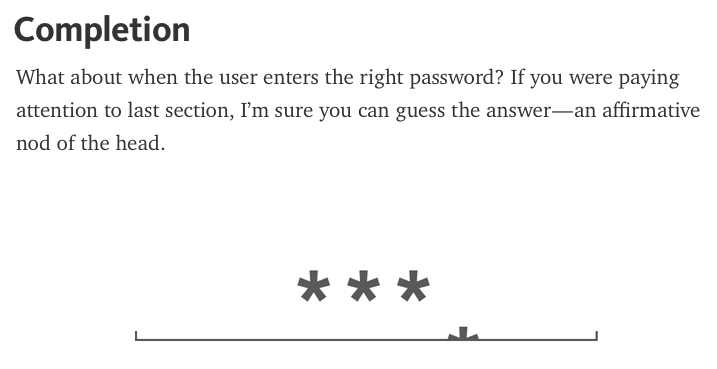 Completion
What about when the user enters the right password? If you were paying
attention to last section, I’m sure you can guess the answer—an affirmative
nod of the head.
* * *
*